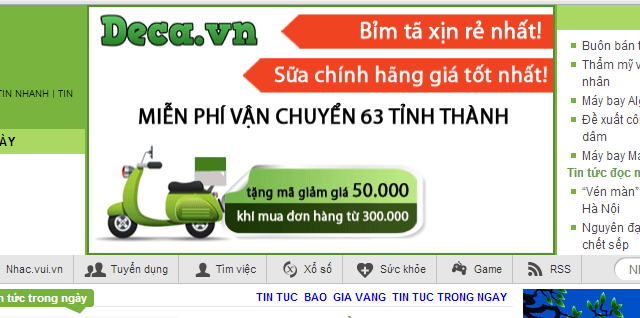 Deca.vn
Bỉm tã xịn rẻ nhất!
Sữa chính hãng giá tốt nhất!
MIỄN PHÍ VẬN CHUYỂN 63 TỈNH THÀNH
tặng mã giảm giá 50.000
khi mua đơn hàng từ 300.000
TIN NHANH | TIN
ÀY
Buôn bán t
Thẩm mỹ v
nhân
Máy bay Al
Đề xuất cô
dâm
Máy bay Ma
Tin tức đọc n
“Vén màn”
Hà Nội
Nguyên đạ
chết sếp
Nhac.vui.vn
Tuyển dụng
Tìm việc
Xổ số
Sức khỏe
Game
RSS
n tức trong ngày
TIN TUC BAO GIA VANG TIN TUC TRONG NGAY